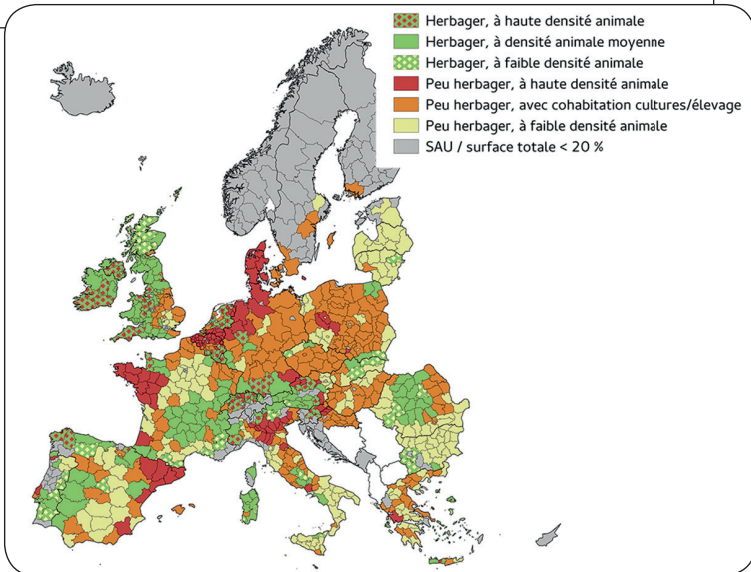 Herbager, à haute densité animale
Herbager, à densité animale moyenne
Herbager, à faible densité animale
Peu herbager, à haute densité animale
Peu herbager, avec cohabitation cultures/élevage
Peu herbager, à faible densité animale
SAU / surface totale < 20 %